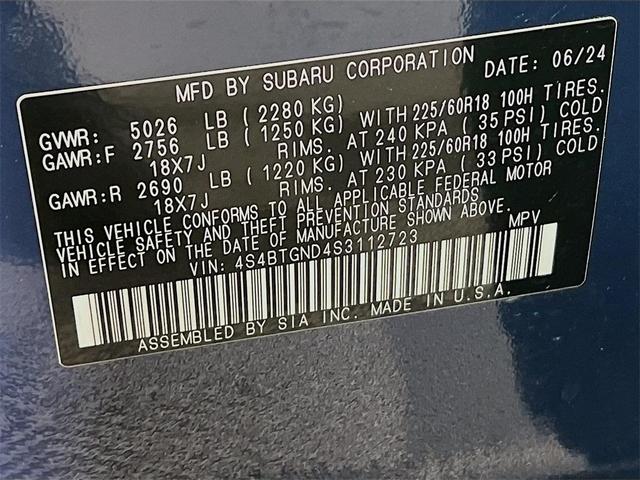 MFD BY SUBARU CORPORATION DATE: 06/24
GVWR: 5026 LB ( 2280 KG)
GAWR:F 2756 LB ( 1250 KG) WITH 225/60R18 100H TIRES.
18X7J RIMS. AT 240 KPA ( 35 PSI) COLD
GAWR:R 2690 LB ( 1220 KG) WITH 225/60R18 100H TIRES.
18X7J RIMS. AT 230 KPA ( 33 PSI) COLD
THIS VEHICLE CONFORMS TO ALL APPLICABLE FEDERAL MOTOR
VEHICLE SAFETY AND BUMPER THEFT PREVENTION STANDARDS
IN EFFECT ON THE DATE OF MANUFACTURE SHOWN ABOVE.
VIN: 4S4BTGND4S3112723 MPV
ASSEMBLED BY SIA INC. MADE IN U.S.A.